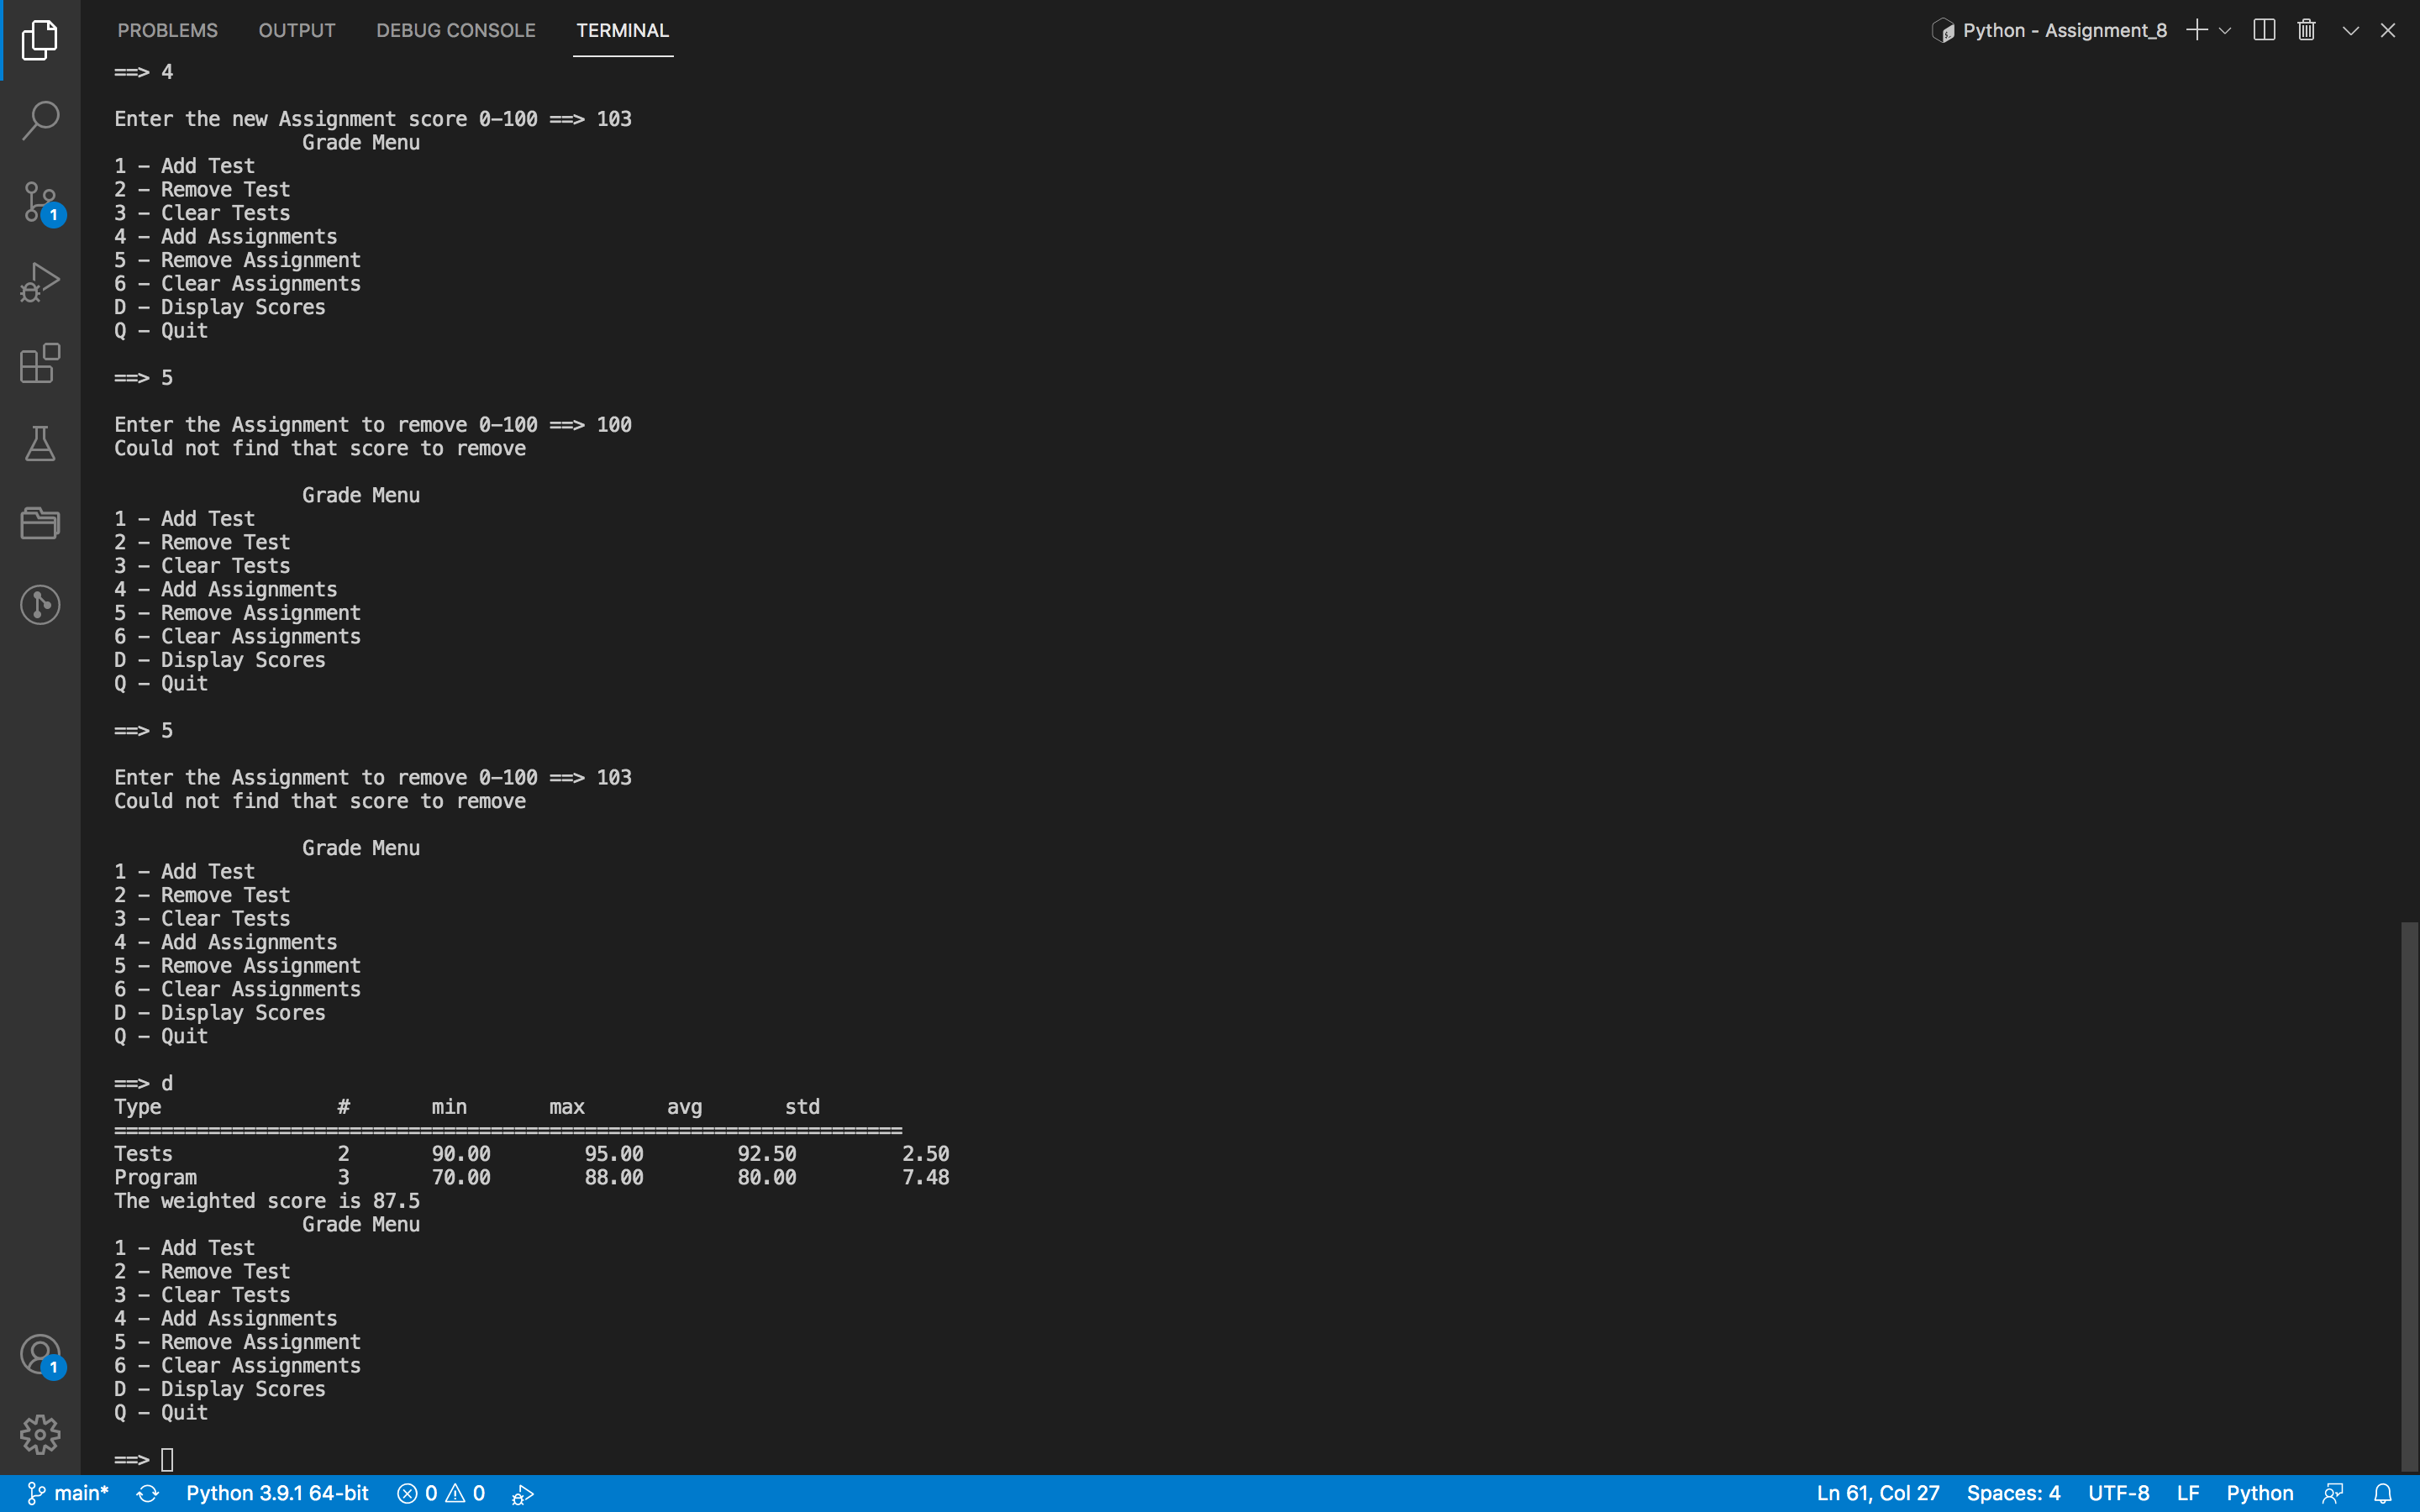 PROBLEMS OUTPUT DEBUG CONSOLE TERMINAL Python - Assignment_8
==> 4
Enter the new Assignment score 0-100 ==> 103
Grade Menu
1 - Add Test
2 - Remove Test
3 - Clear Tests
4 - Add Assignments
5 - Remove Assignment
6 - Clear Assignments
D - Display Scores
Q - Quit
==> 5
Enter the Assignment to remove 0-100 ==> 100
Could not find that score to remove
Grade Menu
1 - Add Test
2 - Remove Test
3 - Clear Tests
4 - Add Assignments
5 - Remove Assignment
6 - Clear Assignments
D - Display Scores
Q - Quit
==> 5
Enter the Assignment to remove 0-100 ==> 103
Could not find that score to remove
Grade Menu
1 - Add Test
2 - Remove Test
3 - Clear Tests
4 - Add Assignments
5 - Remove Assignment
6 - Clear Assignments
D - Display Scores
Q - Quit
==> d
Type # min max avg std
===================================================================
Tests 2 90.00 95.00 92.50 2.50
Program 3 70.00 88.00 80.00 7.48
The weighted score is 87.5
Grade Menu
1 - Add Test
2 - Remove Test
3 - Clear Tests
4 - Add Assignments
5 - Remove Assignment
6 - Clear Assignments
D - Display Scores
Q - Quit
==>
1
1
main* Python 3.9.1 64-bit 0 0 Ln 61, Col 27 Spaces: 4 UTF-8 LF Python